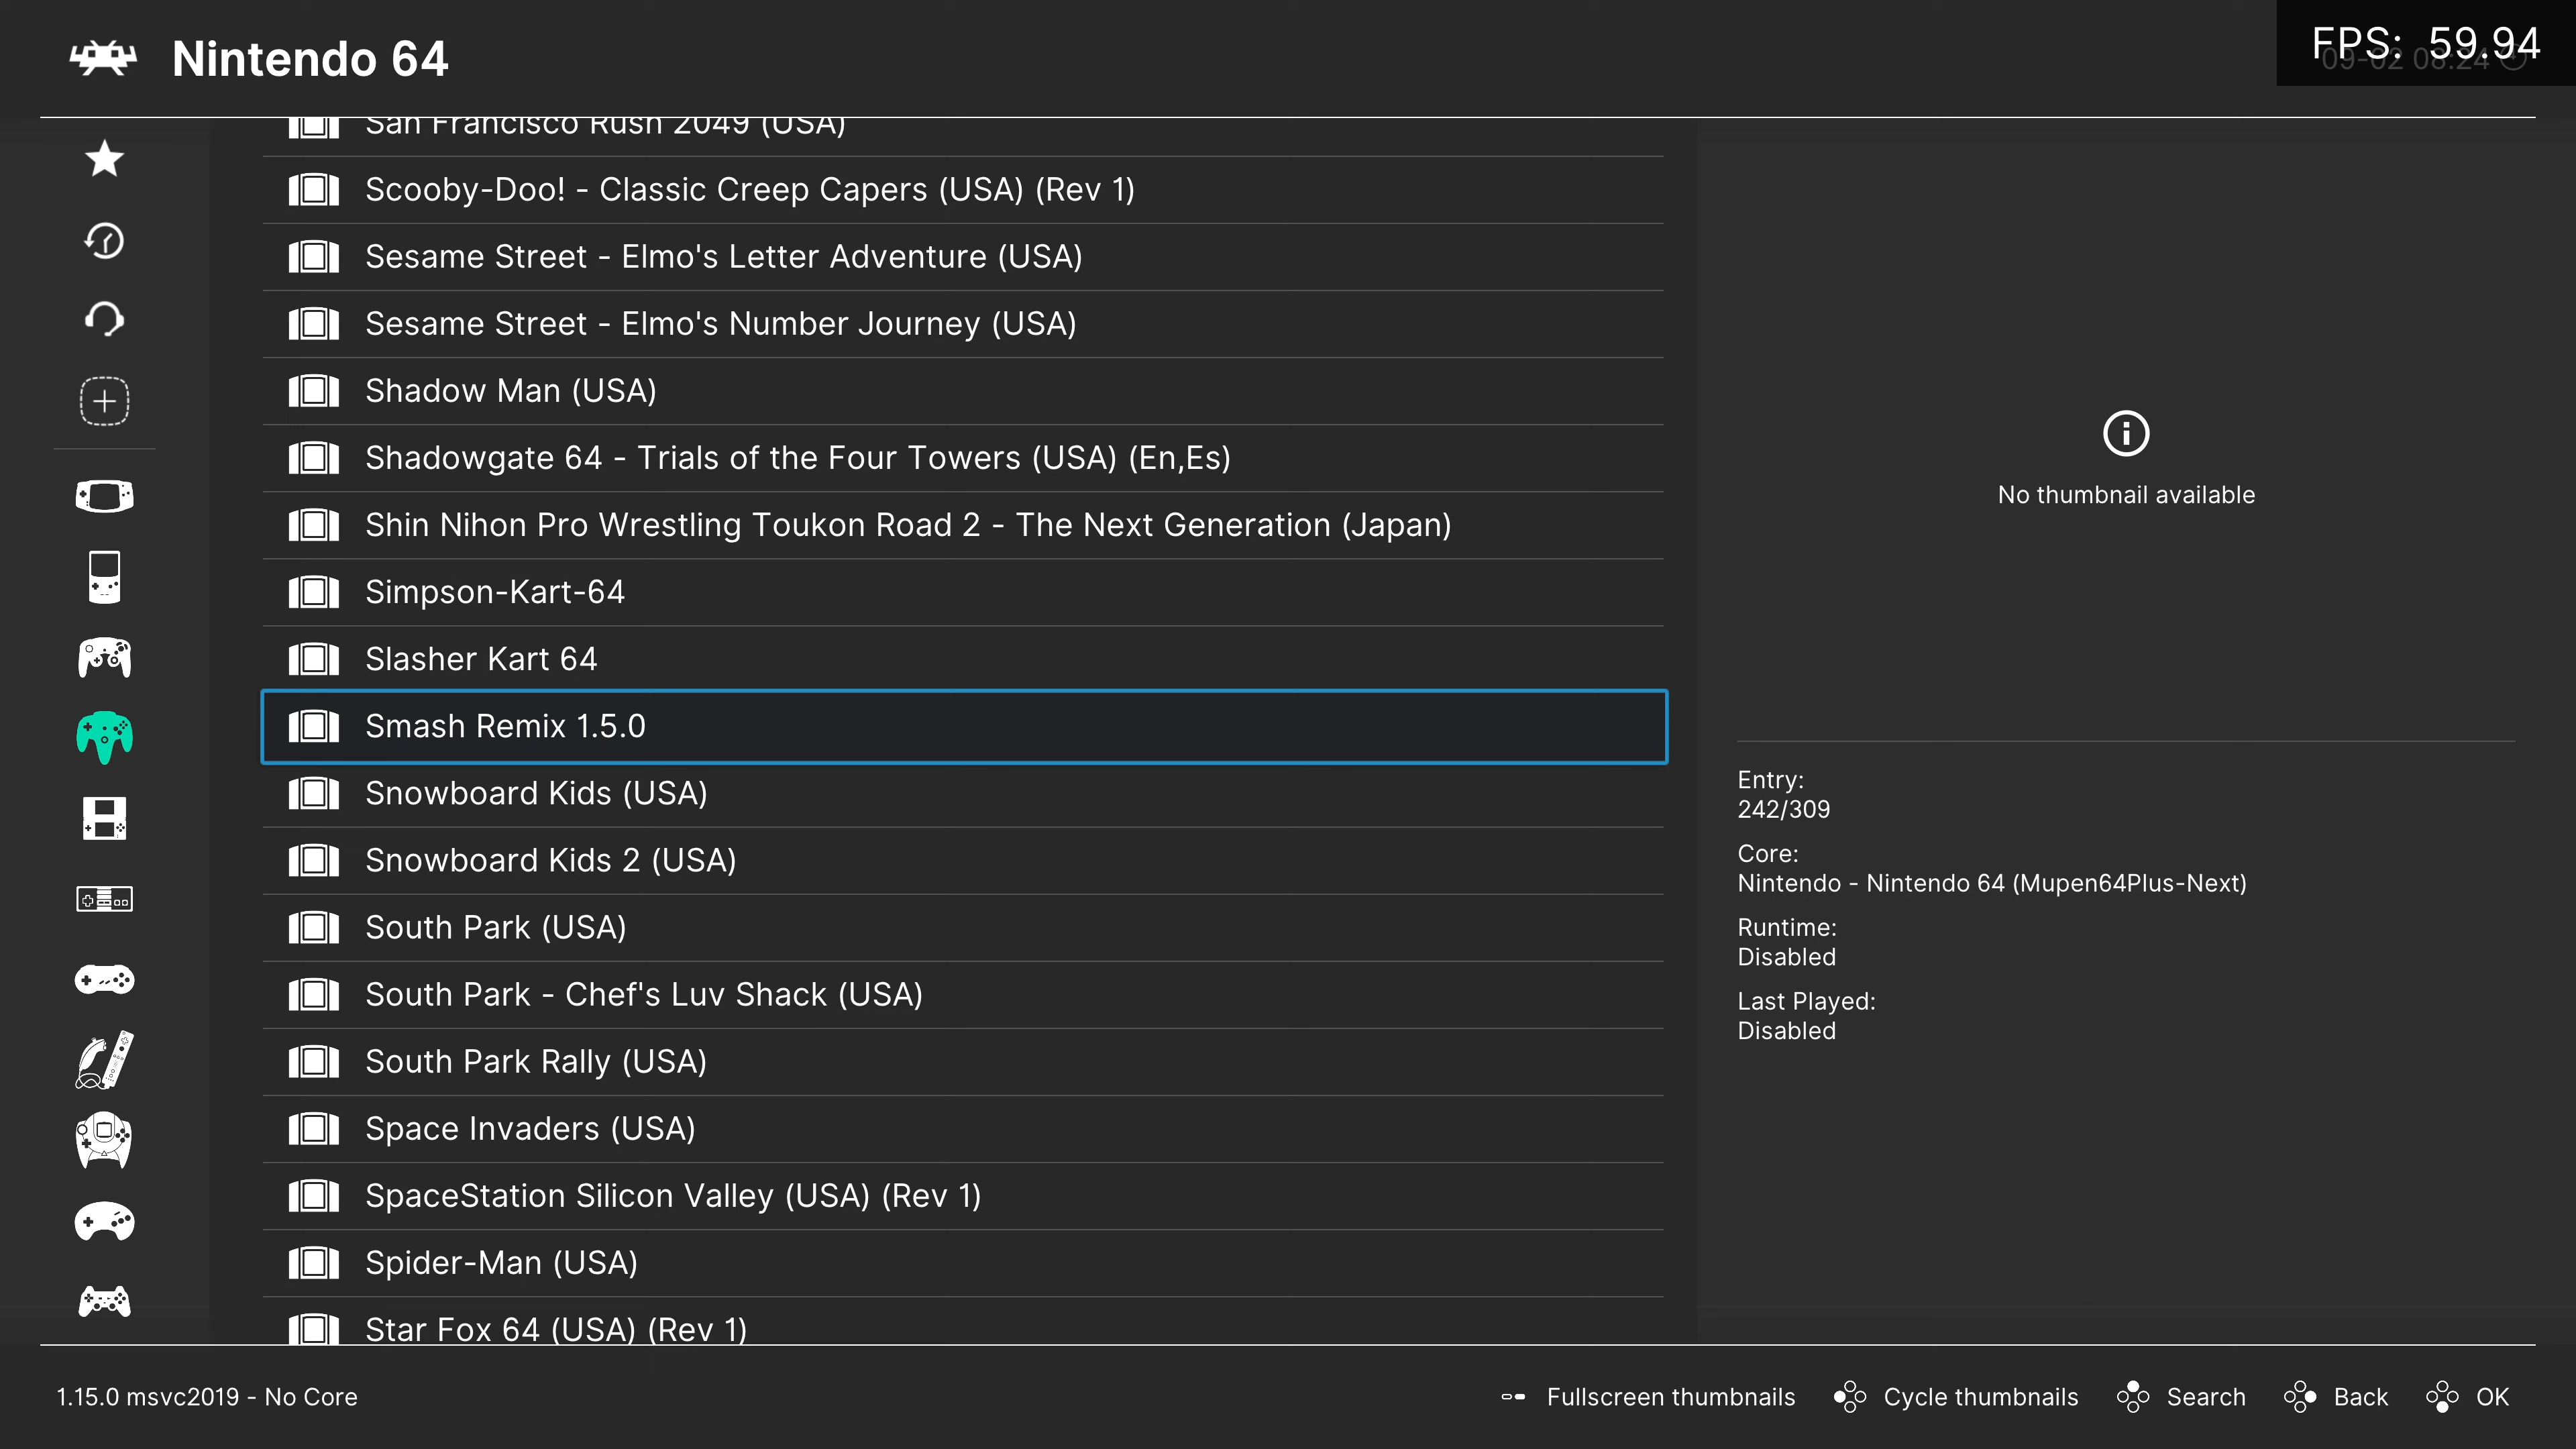 Nintendo 64
FPS: 59.94
09-02 08:24
San Francisco Rush 2049 (USA)
Scooby-Doo! - Classic Creep Capers (USA) (Rev 1)
Sesame Street - Elmo's Letter Adventure (USA)
Sesame Street - Elmo's Number Journey (USA)
Shadow Man (USA)
Shadowgate 64 - Trials of the Four Towers (USA) (En,Es)
Shin Nihon Pro Wrestling Toukon Road 2 - The Next Generation (Japan)
Simpson-Kart-64
Slasher Kart 64
Smash Remix 1.5.0
Snowboard Kids (USA)
Snowboard Kids 2 (USA)
South Park (USA)
South Park - Chef's Luv Shack (USA)
South Park Rally (USA)
Space Invaders (USA)
SpaceStation Silicon Valley (USA) (Rev 1)
Spider-Man (USA)
Star Fox 64 (USA) (Rev 1)
No thumbnail available
Entry:
242/309
Core:
Nintendo - Nintendo 64 (Mupen64Plus-Next)
Runtime:
Disabled
Last Played:
Disabled
1.15.0 msvc2019 - No Core
Fullscreen thumbnails
Cycle thumbnails
Search
Back
OK